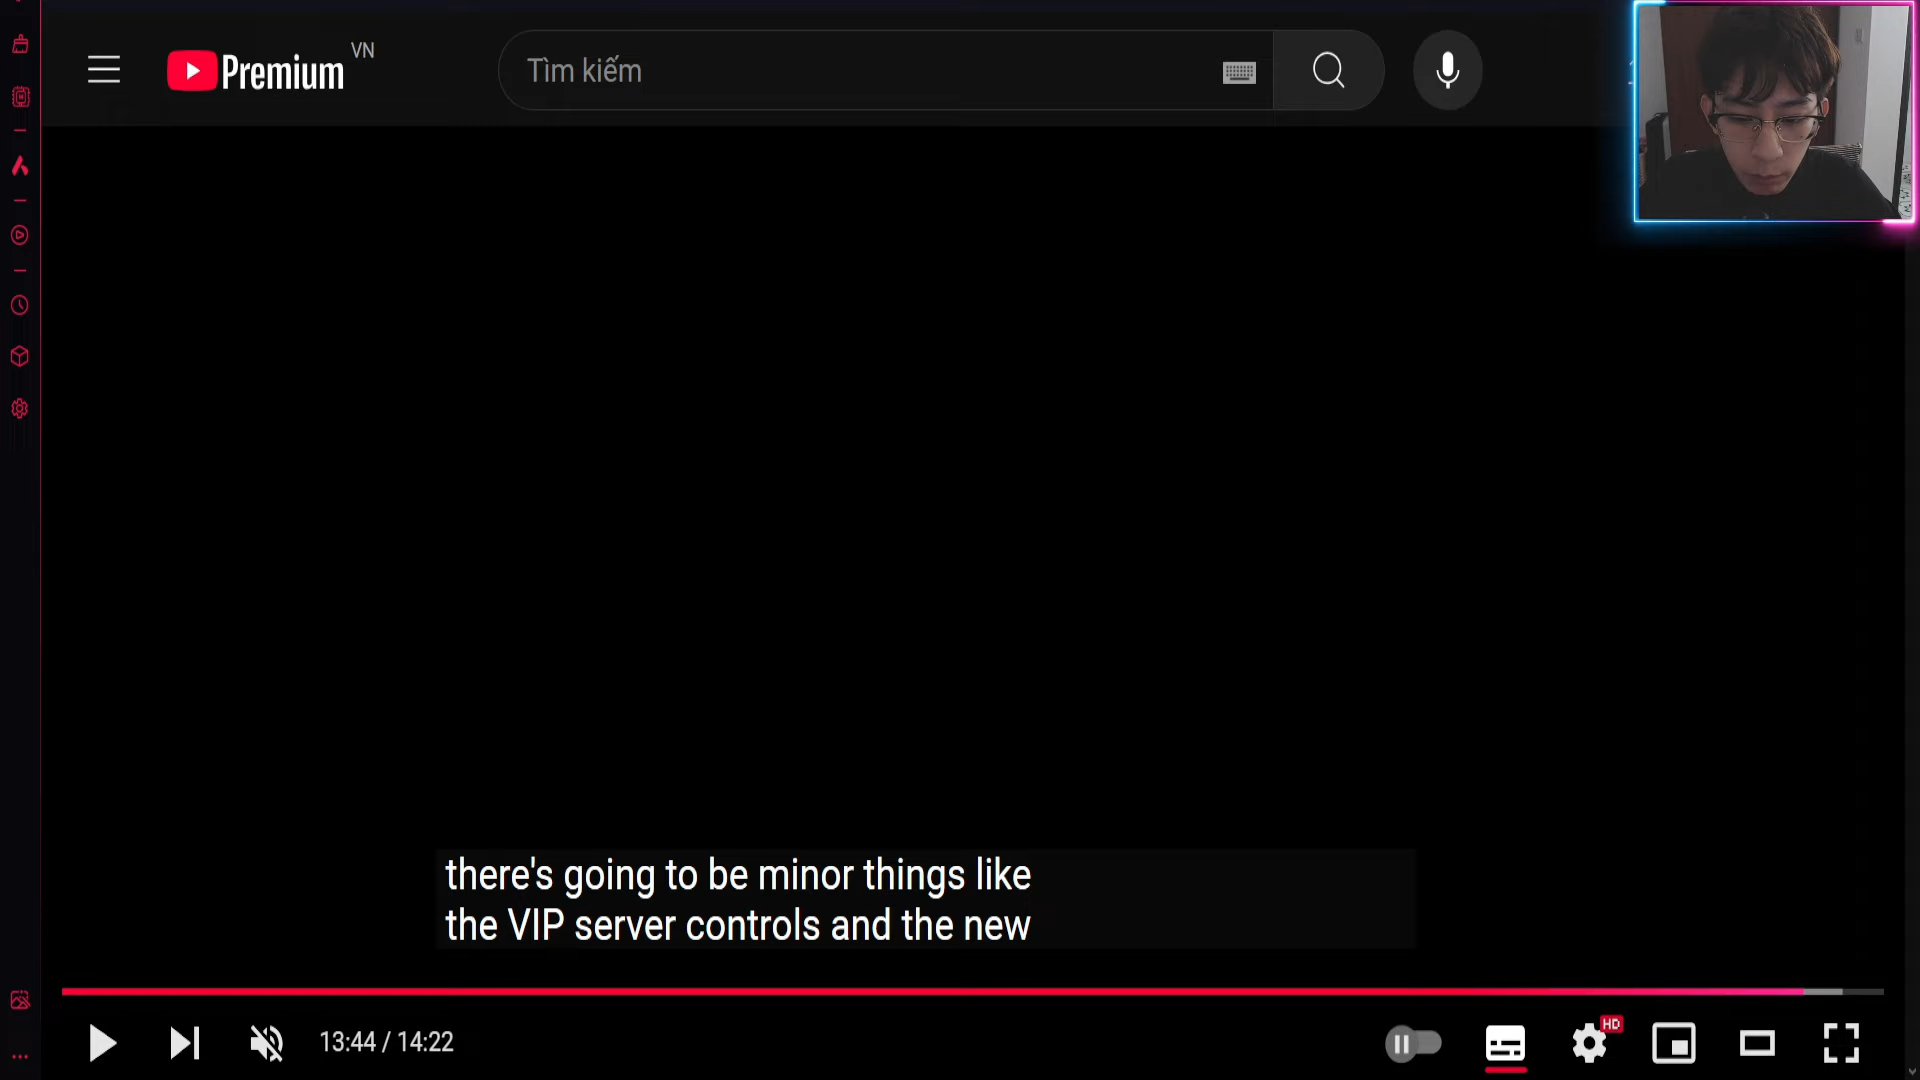 Premium VN
Tìm kiếm
there's going to be minor things like
the VIP server controls and the new
13:44 / 14:22
HD